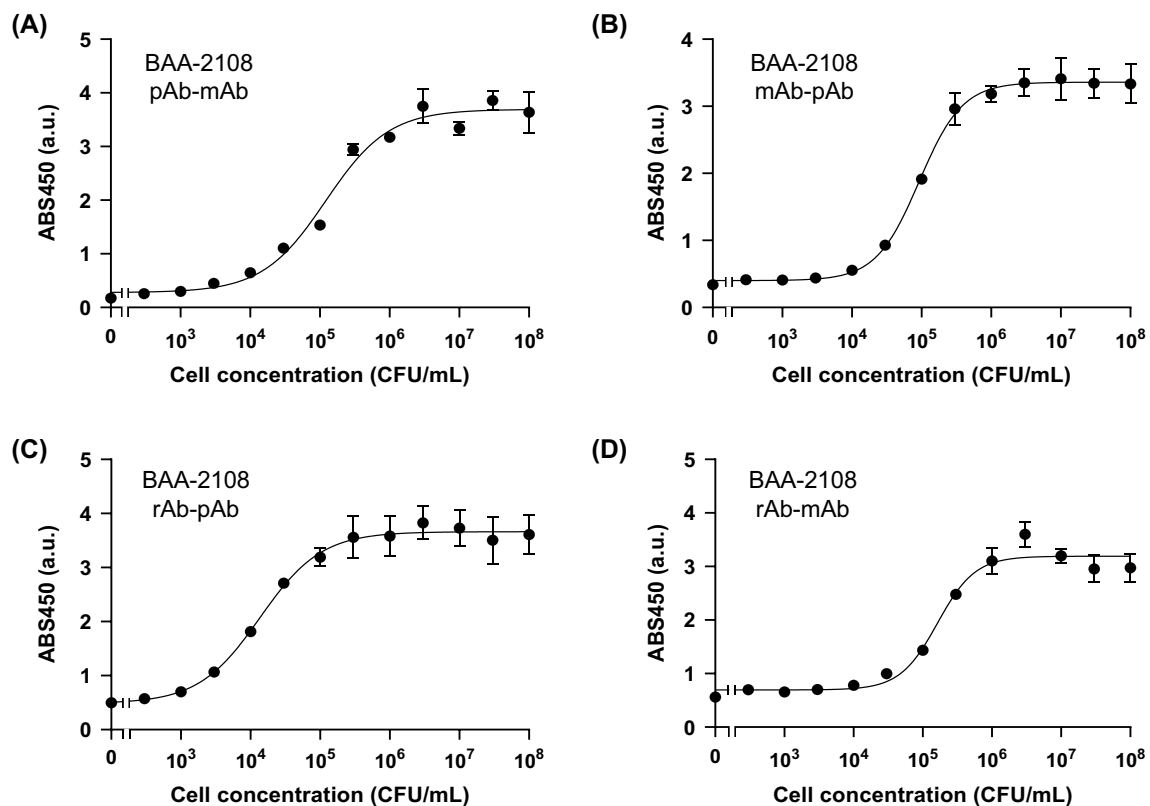 (A)
BAA-2108
pAb-mAb
ABS450 (a.u.)
5
4
3
2
1
0
0 10³ 10⁴ 10⁵ 10⁶ 10⁷ 10⁸
Cell concentration (CFU/mL)
(B)
BAA-2108
mAb-pAb
ABS450 (a.u.)
4
3
2
1
0
0 10³ 10⁴ 10⁵ 10⁶ 10⁷ 10⁸
Cell concentration (CFU/mL)
(C)
BAA-2108
rAb-pAb
ABS450 (a.u.)
5
4
3
2
1
0
0 10³ 10⁴ 10⁵ 10⁶ 10⁷ 10⁸
Cell concentration (CFU/mL)
(D)
BAA-2108
rAb-mAb
ABS450 (a.u.)
5
4
3
2
1
0
0 10³ 10⁴ 10⁵ 10⁶ 10⁷ 10⁸
Cell concentration (CFU/mL)